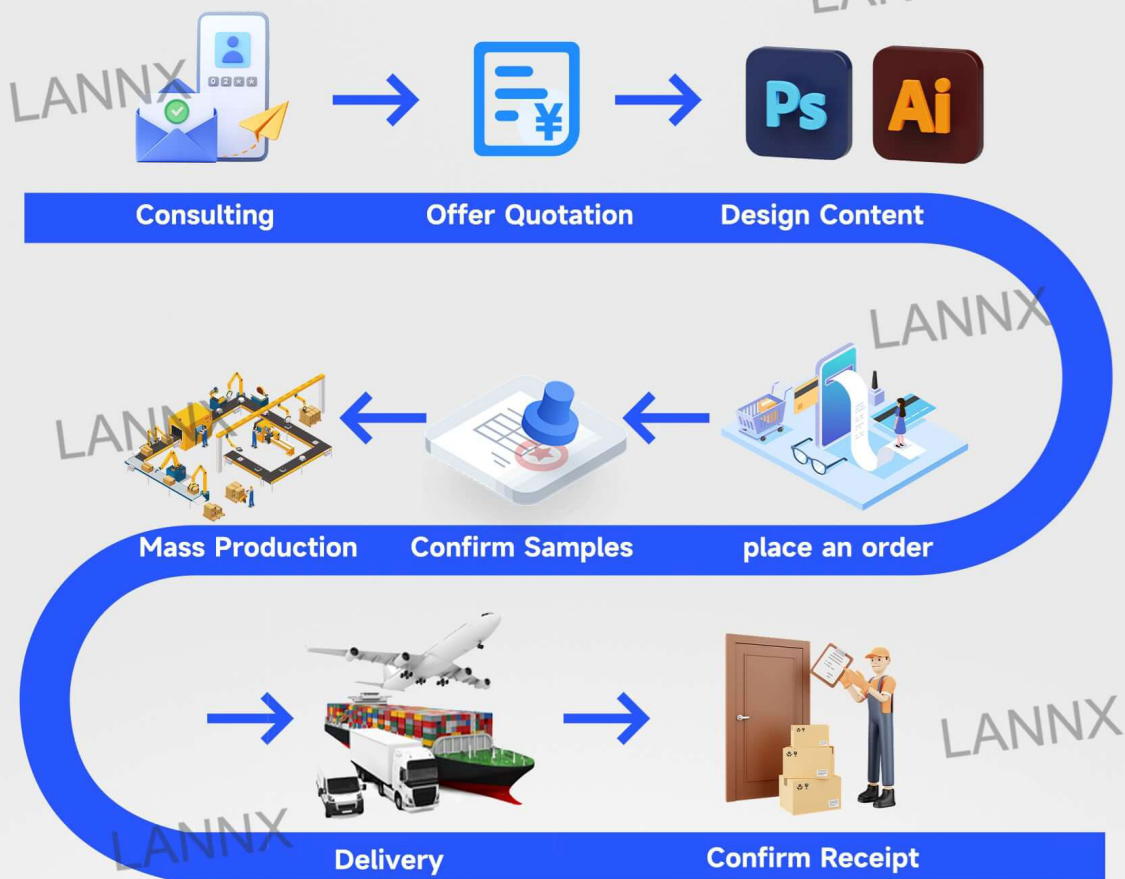 LANNX
Consulting
Offer Quotation
¥
Ps
Ai
Design Content
LANNX
LANNX
Mass Production
Confirm Samples
place an order
LANNX
LANNX
Delivery
Confirm Receipt